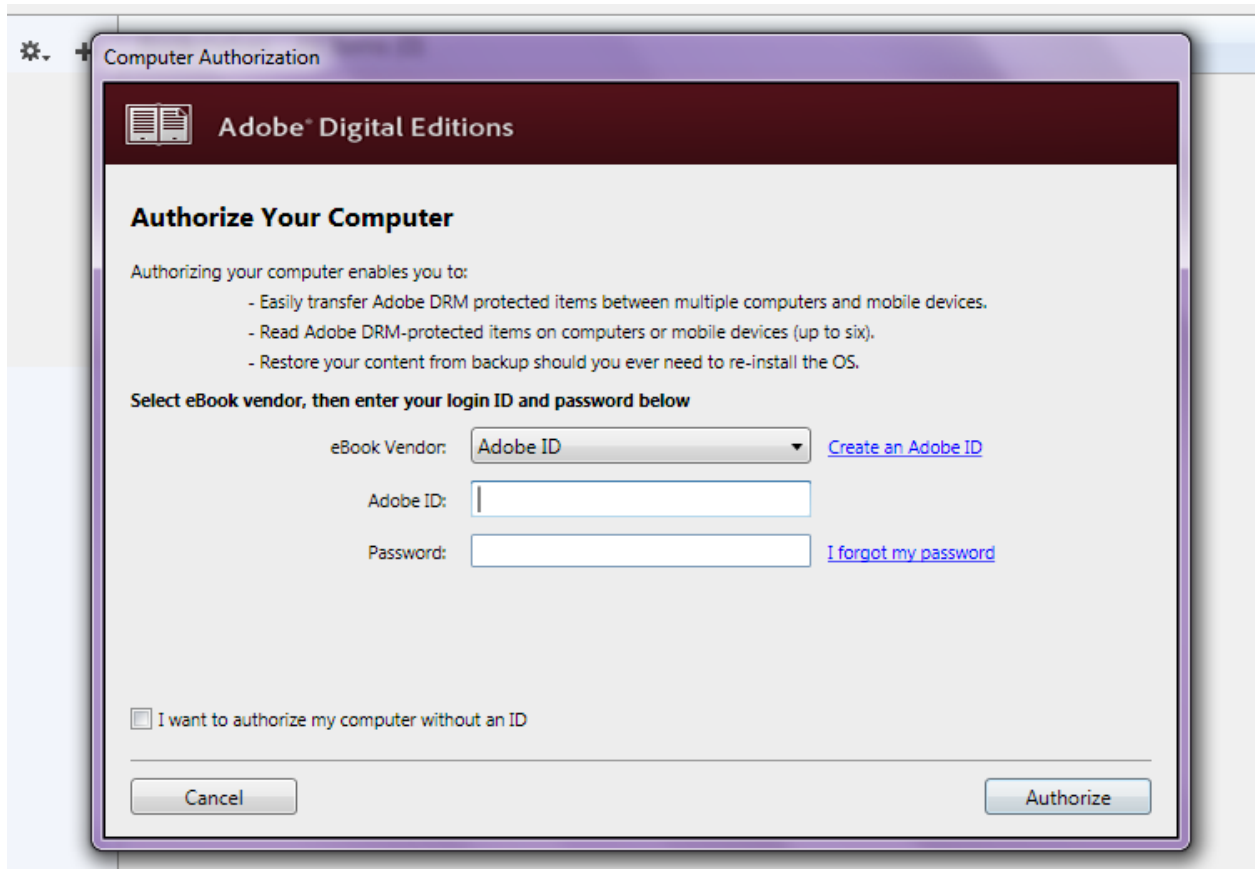 Computer Authorization
Adobe® Digital Editions
Authorize Your Computer
Authorizing your computer enables you to:
- Easily transfer Adobe DRM protected items between multiple computers and mobile devices.
- Read Adobe DRM-protected items on computers or mobile devices (up to six).
- Restore your content from backup should you ever need to re-install the OS.
Select eBook vendor, then enter your login ID and password below
eBook Vendor: Adobe ID Create an Adobe ID
Adobe ID:
Password: I forgot my password
I want to authorize my computer without an ID
Cancel Authorize